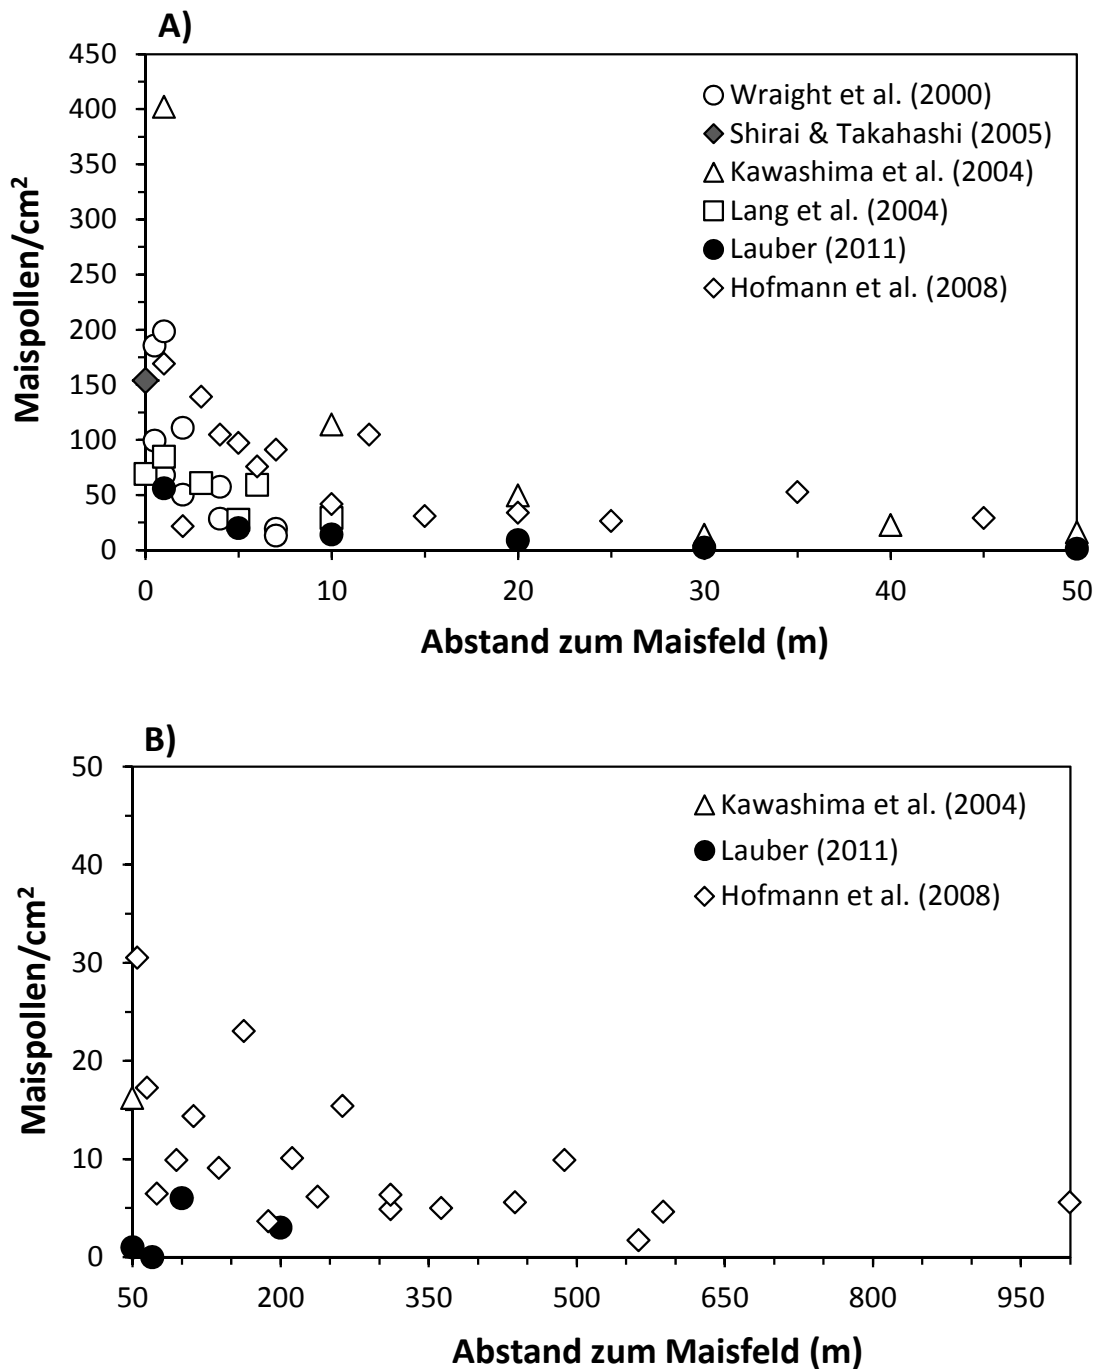 A)
450
400
350
300
250
200
150
100
50
0
Maispollen/cm²
Wraight et al. (2000)
Shirai & Takahashi (2005)
Kawashima et al. (2004)
Lang et al. (2004)
Lauber (2011)
Hofmann et al. (2008)
0 10 20 30 40 50
Abstand zum Maisfeld (m)
B)
50
40
30
20
10
0
Maispollen/cm²
Kawashima et al. (2004)
Lauber (2011)
Hofmann et al. (2008)
50 200 350 500 650 800 950
Abstand zum Maisfeld (m)